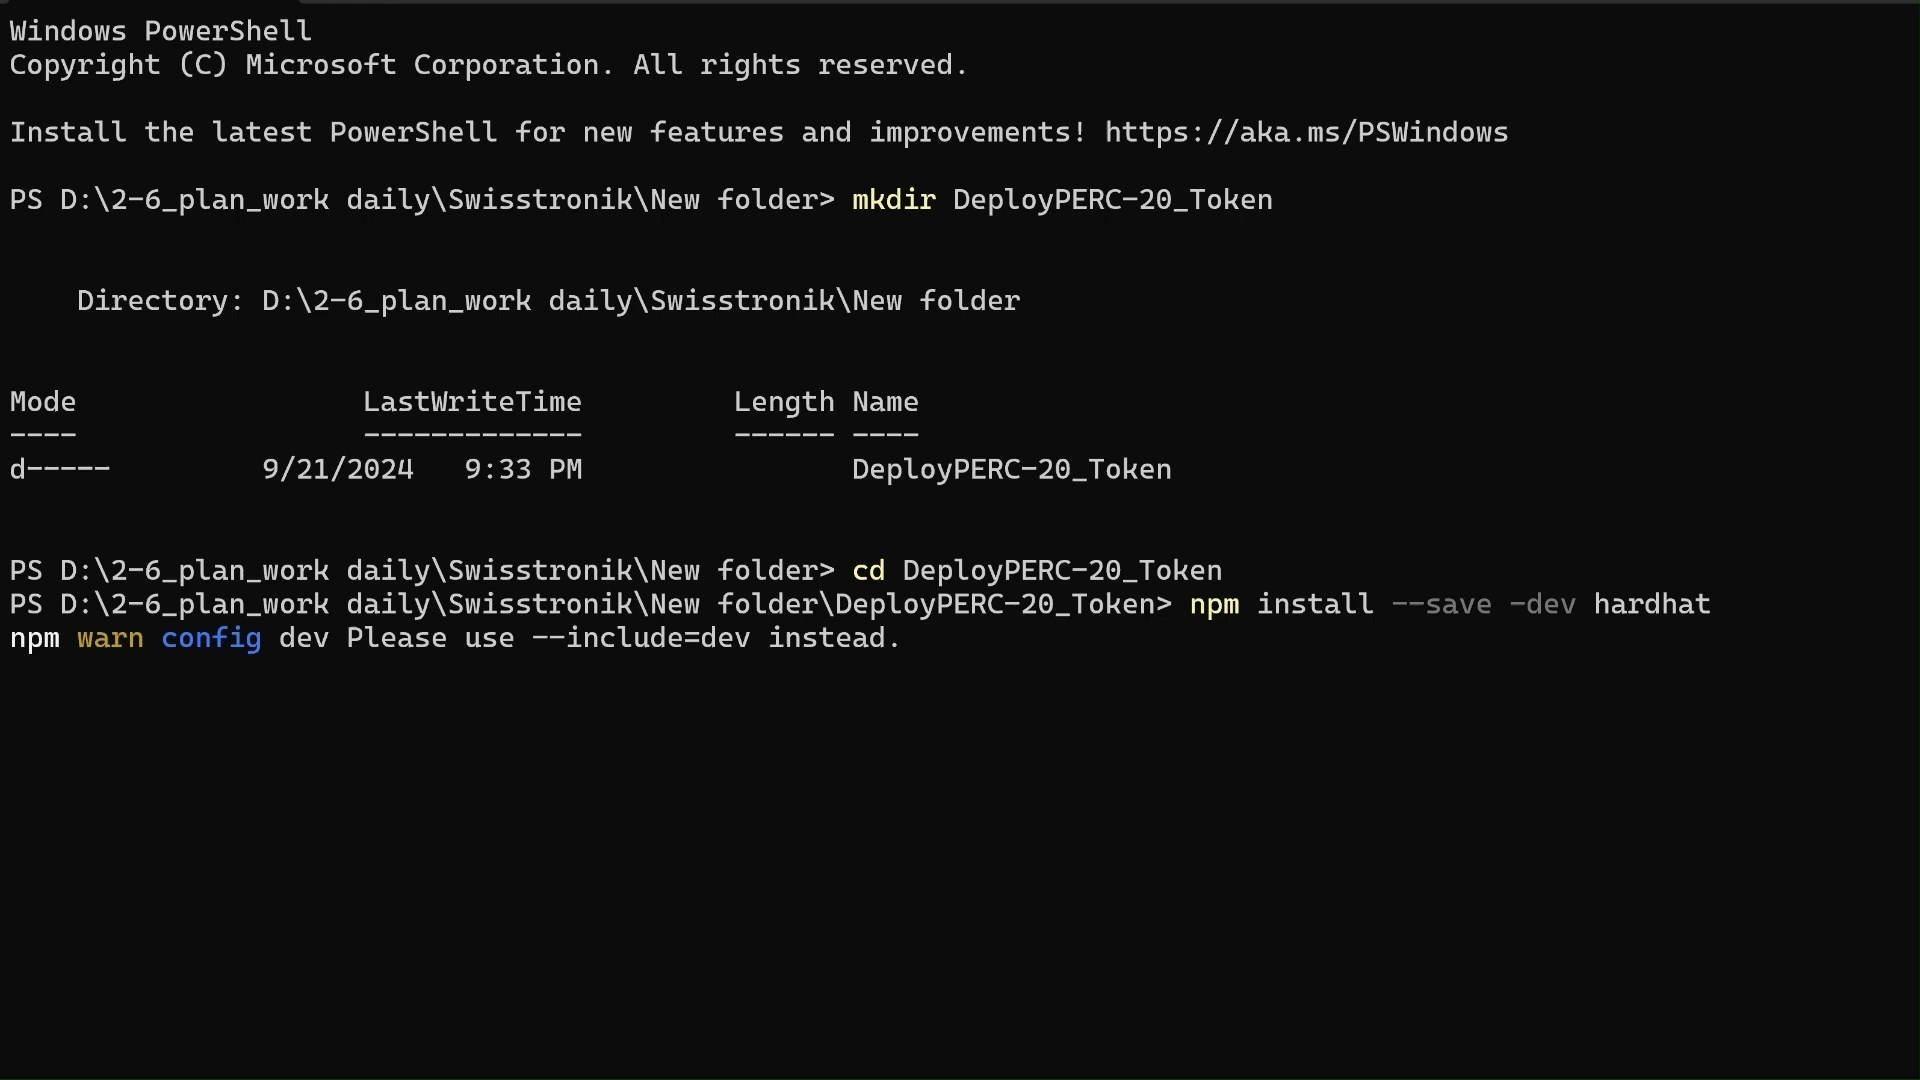 Windows PowerShell
Copyright (C) Microsoft Corporation. All rights reserved.
Install the latest PowerShell for new features and improvements! https://aka.ms/PSWindows
PS D:\2-6_plan_work daily\Swisstronik\New folder> mkdir DeployPERC-20_Token
Directory: D:\2-6_plan_work daily\Swisstronik\New folder
Mode LastWriteTime Length Name
---- ------------- ------ ----
d----- 9/21/2024 9:33 PM DeployPERC-20_Token
PS D:\2-6_plan_work daily\Swisstronik\New folder> cd DeployPERC-20_Token
PS D:\2-6_plan_work daily\Swisstronik\New folder\DeployPERC-20_Token> npm install --save -dev hardhat
npm warn config dev Please use --include=dev instead.